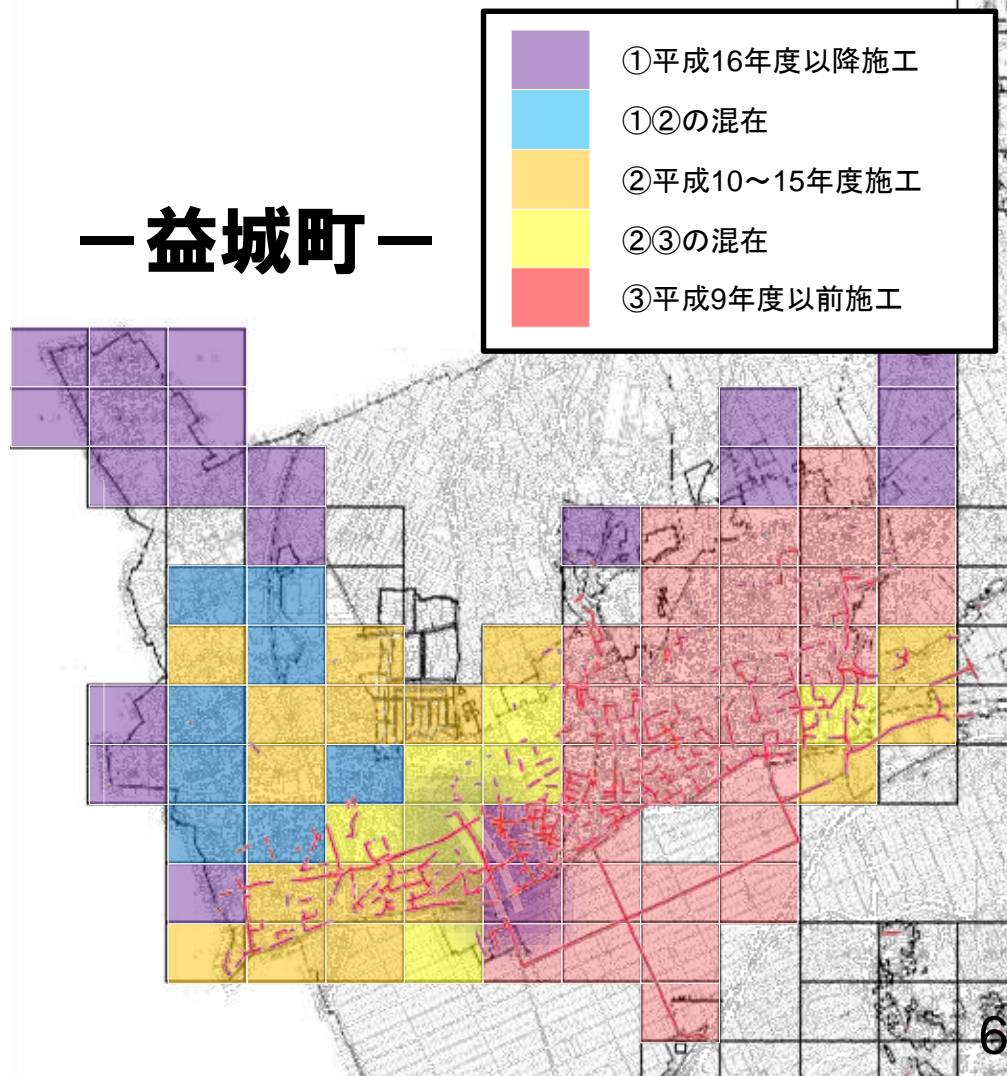 ①平成16年度以降施工
①②の混在
②平成10～15年度施工
②③の混在
③平成9年度以前施工
－益城町－
6